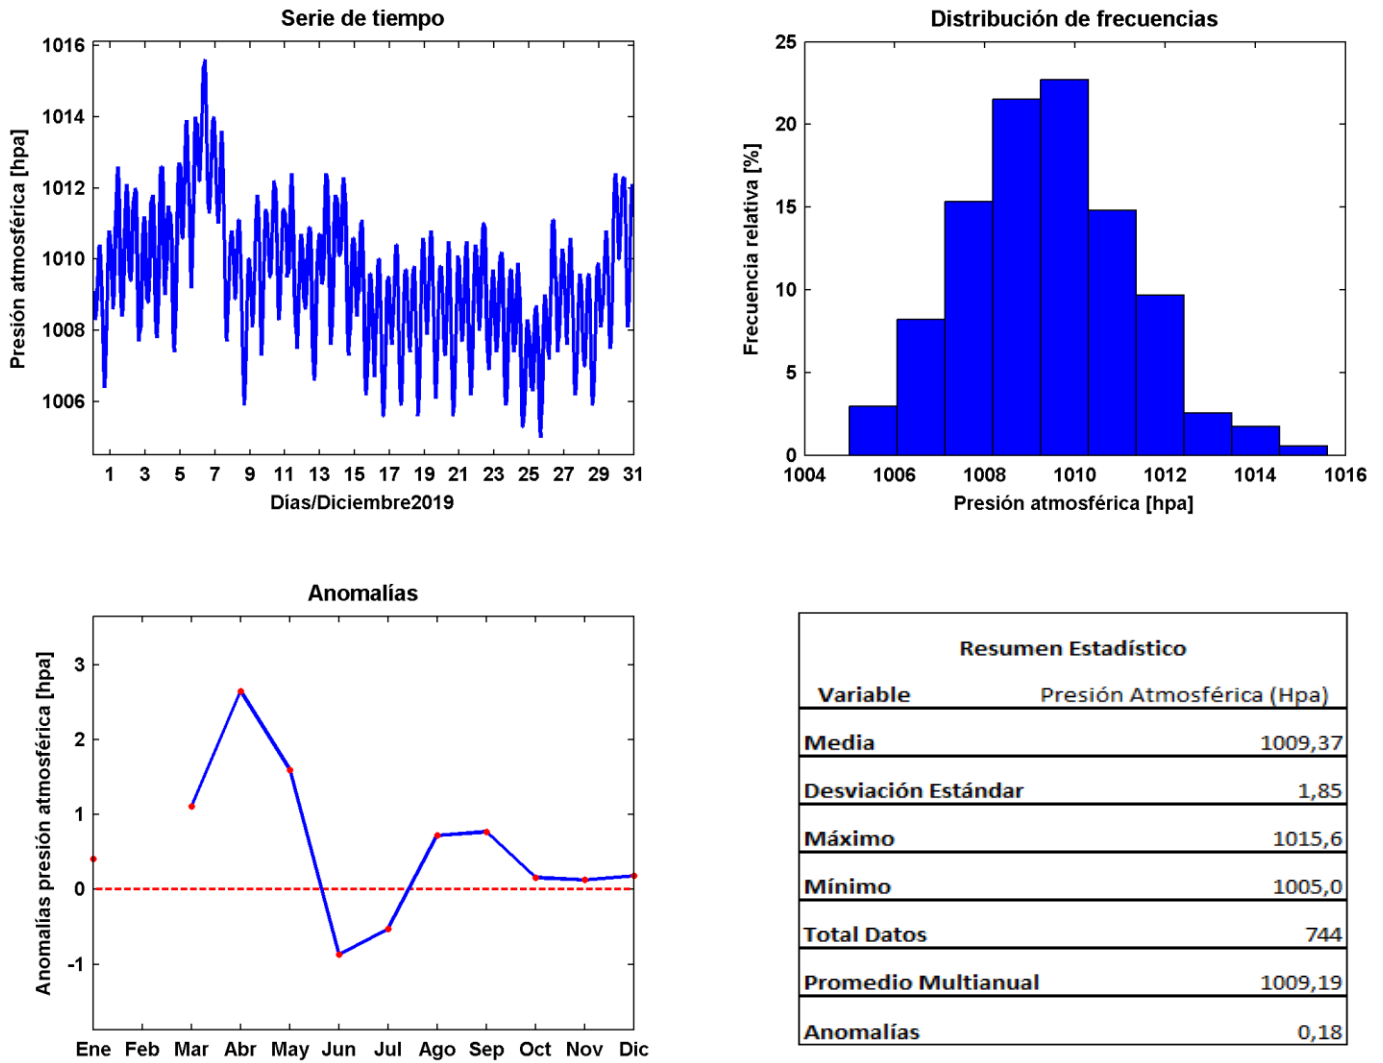 Serie de tiempo
Presión atmosférica [hpa]
1016
1014
1012
1010
1008
1006
1 3 5 7 9 11 13 15 17 19 21 23 25 27 29 31
Días/Diciembre2019
Distribución de frecuencias
Frecuencia relativa [%]
25
20
15
10
5
0
1004 1006 1008 1010 1012 1014 1016
Presión atmosférica [hpa]
Anomalías
Anomalías presión atmosférica [hpa]
3
2
1
0
-1
Ene Feb Mar Abr May Jun Jul Ago Sep Oct Nov Dic
Resumen Estadístico
Variable Presión Atmosférica (Hpa)
Media 1009,37
Desviación Estándar 1,85
Máximo 1015,6
Mínimo 1005,0
Total Datos 744
Promedio Multianual 1009,19
Anomalías 0,18